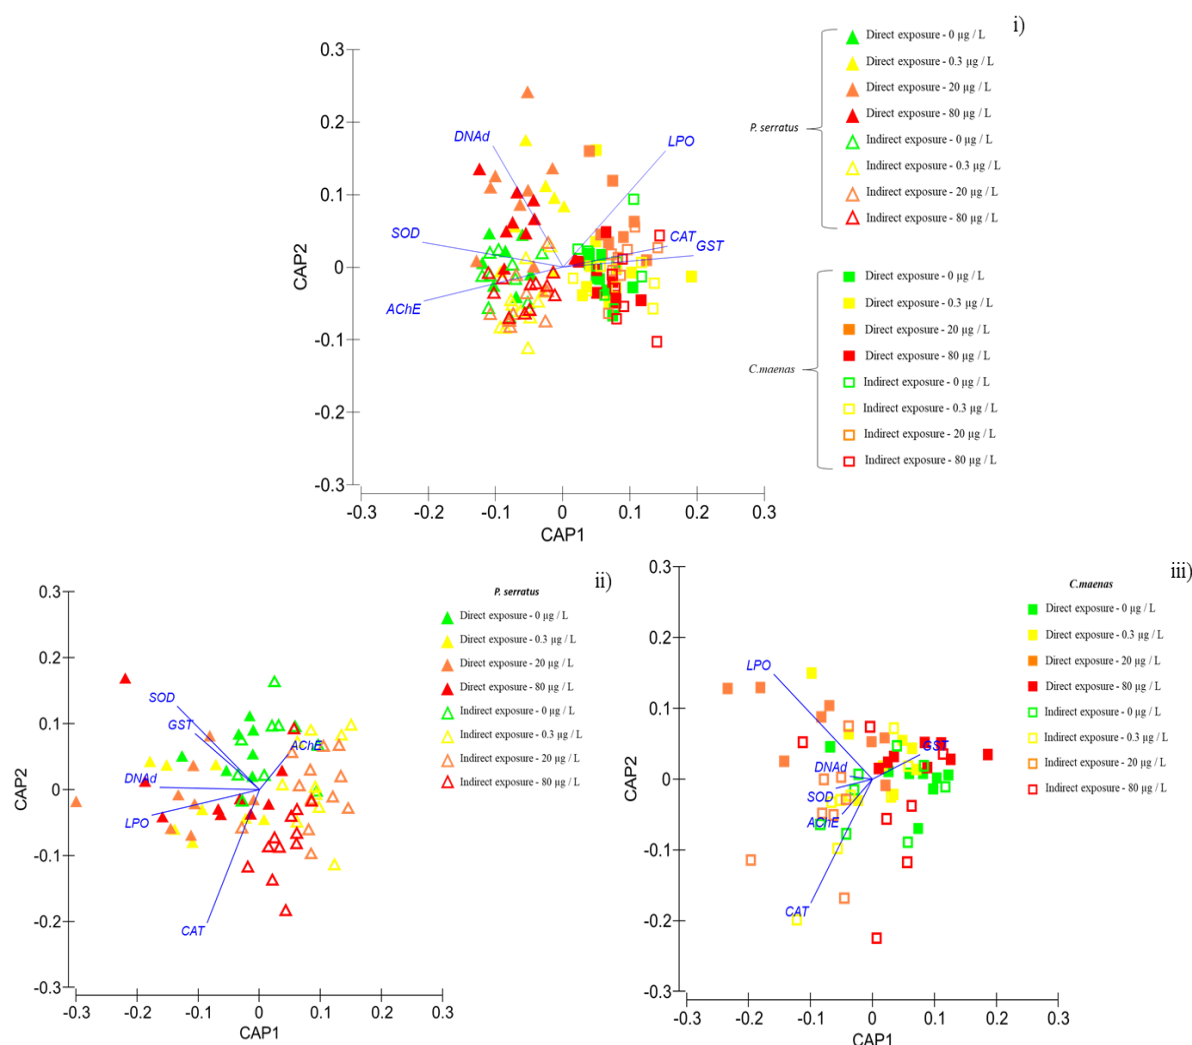 i)
0.3
0.2
0.1
0
-0.1
-0.2
-0.3
CAP2
-0.3
-0.2
-0.1
0
0.1
0.2
0.3
CAP1
DNAd
LPO
SOD
CAT
GST
AChE
P. serratus
Direct exposure - 0 µg / L
Direct exposure - 0.3 µg / L
Direct exposure - 20 µg / L
Direct exposure - 80 µg / L
Indirect exposure - 0 µg / L
Indirect exposure - 0.3 µg / L
Indirect exposure - 20 µg / L
Indirect exposure - 80 µg / L
C.maenas
Direct exposure - 0 µg / L
Direct exposure - 0.3 µg / L
Direct exposure - 20 µg / L
Direct exposure - 80 µg / L
Indirect exposure - 0 µg / L
Indirect exposure - 0.3 µg / L
Indirect exposure - 20 µg / L
Indirect exposure - 80 µg / L
ii)
0.3
0.2
0.1
0
-0.1
-0.2
-0.3
CAP2
-0.3
-0.2
-0.1
0
0.1
0.2
0.3
CAP1
SOD
GST
AChE
DNAd
LPO
CAT
P. serratus
Direct exposure - 0 µg / L
Direct exposure - 0.3 µg / L
Direct exposure - 20 µg / L
Direct exposure - 80 µg / L
Indirect exposure - 0 µg / L
Indirect exposure - 0.3 µg / L
Indirect exposure - 20 µg / L
Indirect exposure - 80 µg / L
iii)
0.3
0.2
0.1
0
-0.1
-0.2
-0.3
CAP2
-0.3
-0.2
-0.1
0
0.1
0.2
0.3
CAP1
LPO
GST
DNAd
SOD
AChE
CAT
C.maenas
Direct exposure - 0 µg / L
Direct exposure - 0.3 µg / L
Direct exposure - 20 µg / L
Direct exposure - 80 µg / L
Indirect exposure - 0 µg / L
Indirect exposure - 0.3 µg / L
Indirect exposure - 20 µg / L
Indirect exposure - 80 µg / L